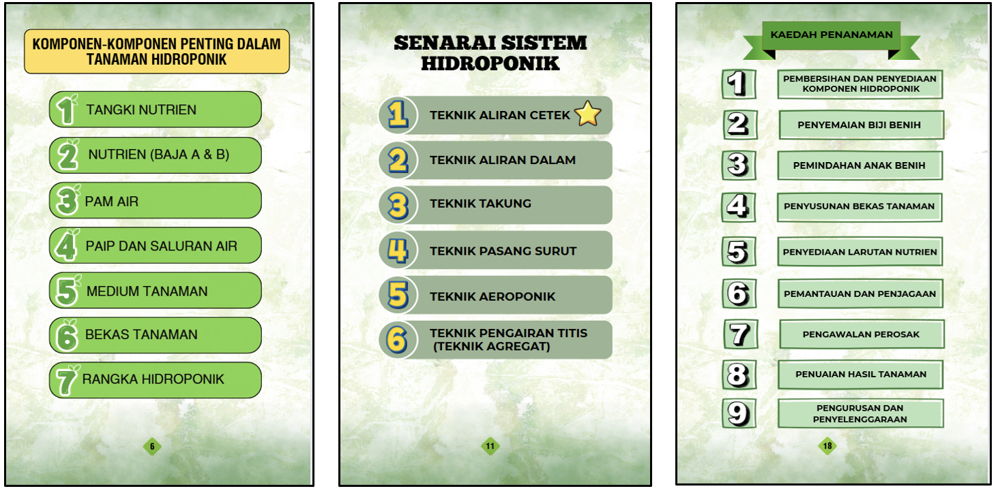 KOMPONEN-KOMPONEN PENTING DALAM
TANAMAN HIDROPONIK
1 TANGKI NUTRIEN
2 NUTRIEN (BAJA A & B)
3 PAM AIR
4 PAIP DAN SALURAN AIR
5 MEDIUM TANAMAN
6 BEKAS TANAMAN
7 RANGKA HIDROPONIK
6
SENARAI SISTEM
HIDROPONIK
1 TEKNIK ALIRAN CETEK
2 TEKNIK ALIRAN DALAM
3 TEKNIK TAKUNG
4 TEKNIK PASANG SURUT
5 TEKNIK AEROPONIK
6 TEKNIK PENGAIRAN TITIS
(TEKNIK AGREGAT)
11
KAEDAH PENANAMAN
1 PEMBERSIHAN DAN PENYEDIAAN
KOMPONEN HIDROPONIK
2 PENYEMAIAN BIJI BENIH
3 PEMINDAHAN ANAK BENIH
4 PENYUSUNAN BEKAS TANAMAN
5 PENYEDIAAN LARUTAN NUTRIEN
6 PEMANTAUAN DAN PENJAGAAN
7 PENGAWALAN PEROSAK
8 PENUAIAN HASIL TANAMAN
9 PENGURUSAN DAN
PENYELENGGARAAN
18